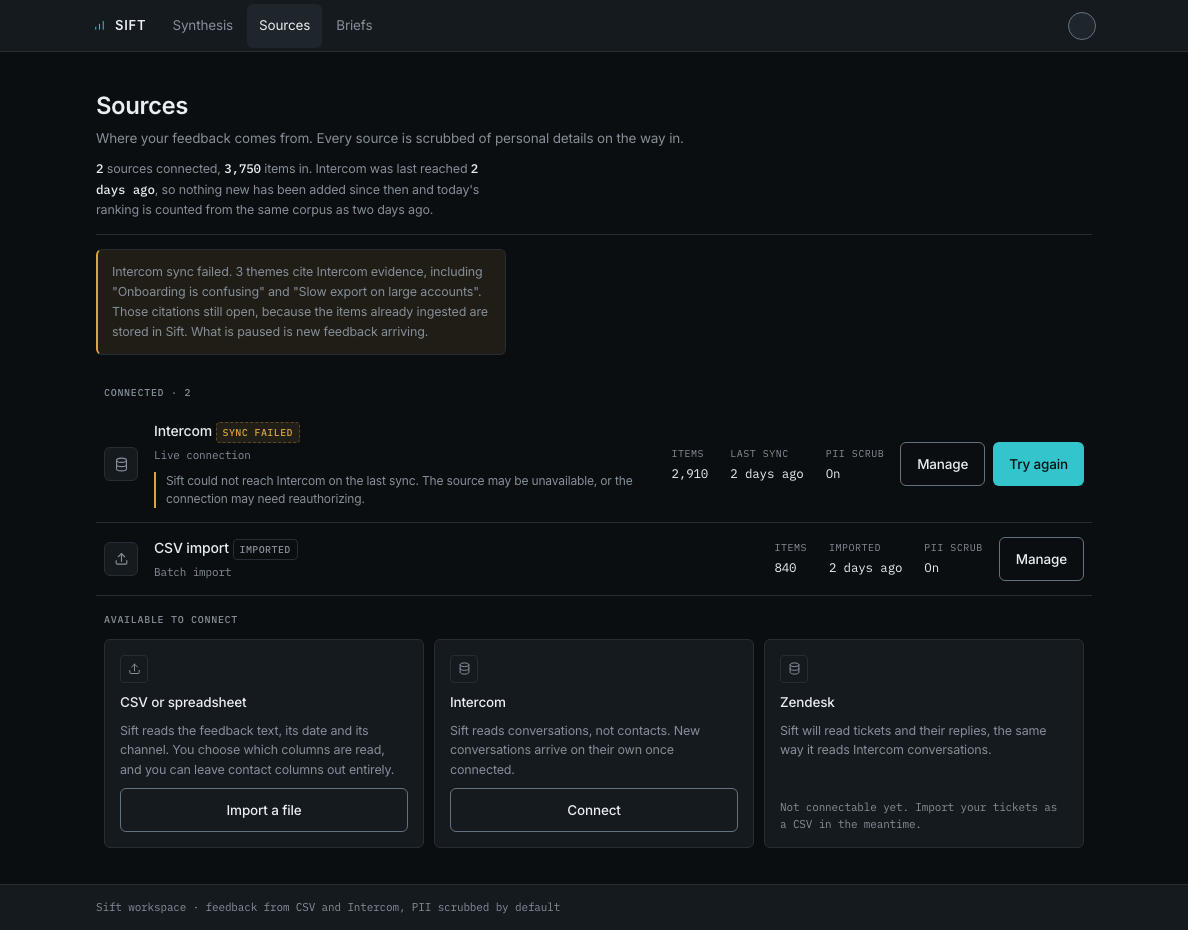 SIFT Synthesis Sources Briefs
Sources
Where your feedback comes from. Every source is scrubbed of personal details on the way in.
2 sources connected, 3,750 items in. Intercom was last reached 2
days ago, so nothing new has been added since then and today's
ranking is counted from the same corpus as two days ago.
Intercom sync failed. 3 themes cite Intercom evidence, including
"Onboarding is confusing" and "Slow export on large accounts".
Those citations still open, because the items already ingested are
stored in Sift. What is paused is new feedback arriving.
CONNECTED · 2
Intercom SYNC FAILED
Live connection
Sift could not reach Intercom on the last sync. The source may be unavailable, or the
connection may need reauthorizing.
ITEMS LAST SYNC PII SCRUB
2,910 2 days ago On
Manage Try again
CSV import IMPORTED
Batch import
ITEMS IMPORTED PII SCRUB
840 2 days ago On
Manage
AVAILABLE TO CONNECT
CSV or spreadsheet
Sift reads the feedback text, its date and its
channel. You choose which columns are read,
and you can leave contact columns out entirely.
Import a file
Intercom
Sift reads conversations, not contacts. New
conversations arrive on their own once
connected.
Connect
Zendesk
Sift will read tickets and their replies, the same
way it reads Intercom conversations.
Not connectable yet. Import your tickets as
a CSV in the meantime.
Sift workspace · feedback from CSV and Intercom, PII scrubbed by default